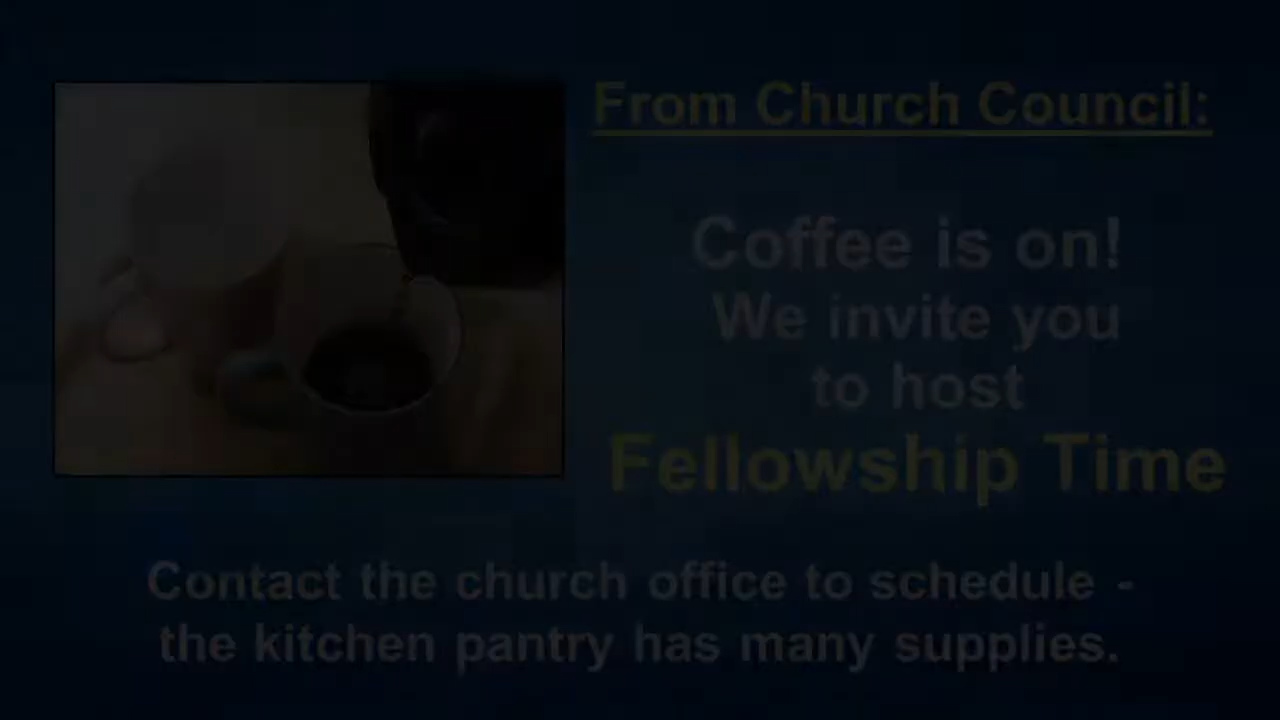 From Church Council:
Coffee is on!
We invite you
to host
Fellowship Time
Contact the church office to schedule -
the kitchen pantry has many supplies.